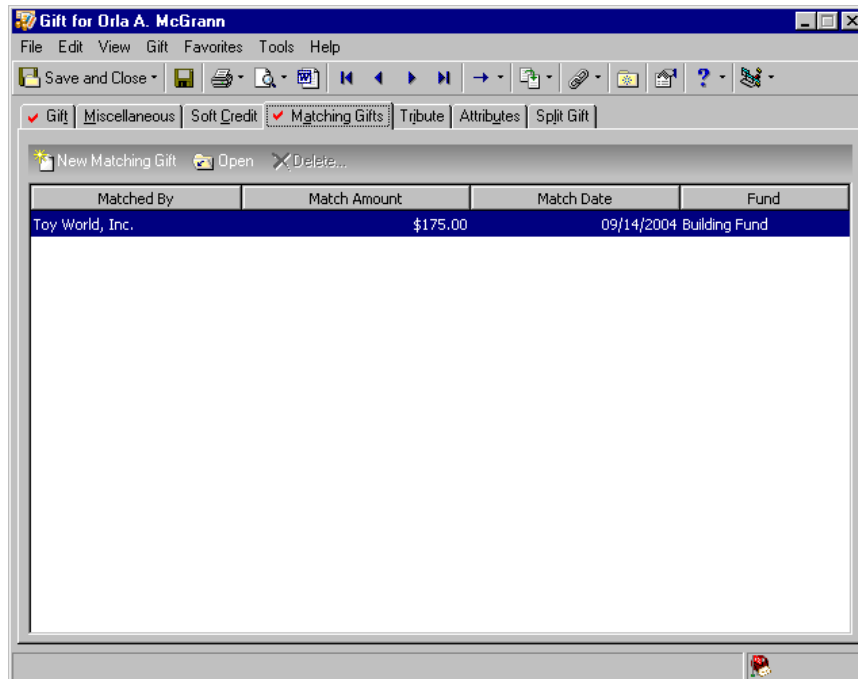 Gift for Orla A. McGrann
File Edit View Gift Favorites Tools Help
Save and Close
Gift Miscellaneous Soft Credit Matching Gifts Tribute Attributes Split Gift
New Matching Gift Open Delete...
Matched By Match Amount Match Date Fund
Toy World, Inc. $175.00 09/14/2004 Building Fund